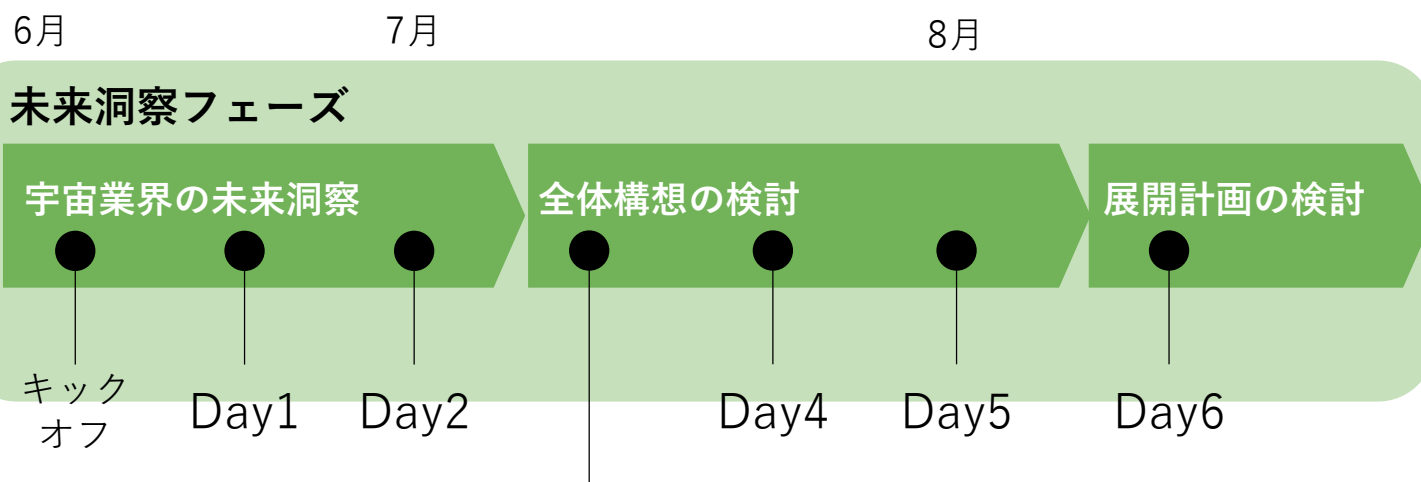 6月
7月
8月
未来洞察フェーズ
宇宙業界の未来洞察
全体構想の検討
展開計画の検討
キック
オフ
Day1
Day2
Day4
Day5
Day6